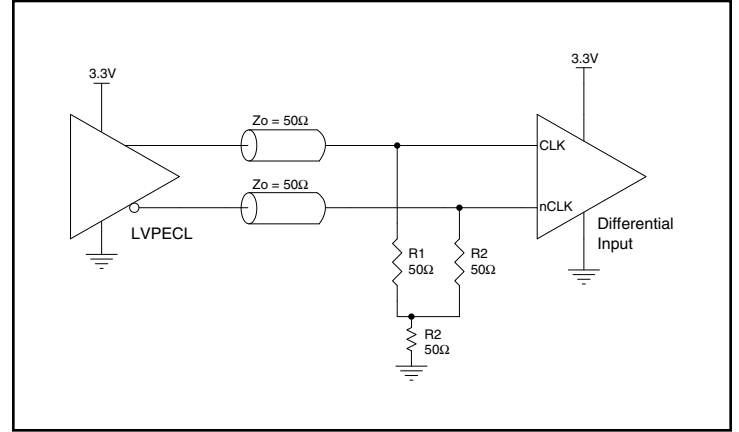 3.3V
3.3V
Zo = 50Ω
CLK
Zo = 50Ω
nCLK
LVPECL
Differential
Input
R1
50Ω
R2
50Ω
R2
50Ω